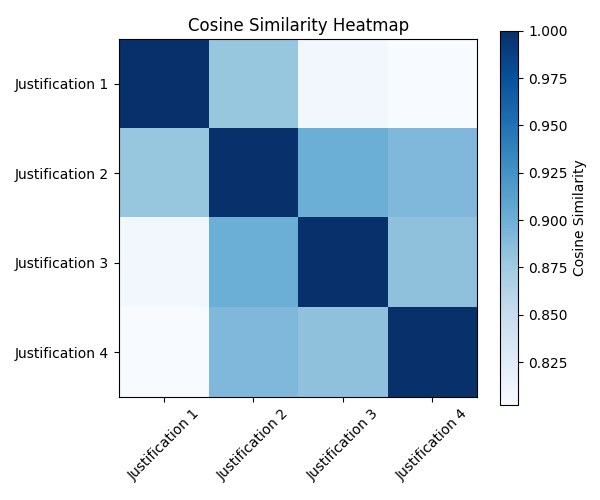 Cosine Similarity Heatmap
Justification 1
Justification 2
Justification 3
Justification 4
Justification 1
Justification 2
Justification 3
Justification 4
1.000
0.975
0.950
0.925
0.900
0.875
0.850
0.825
Cosine Similarity